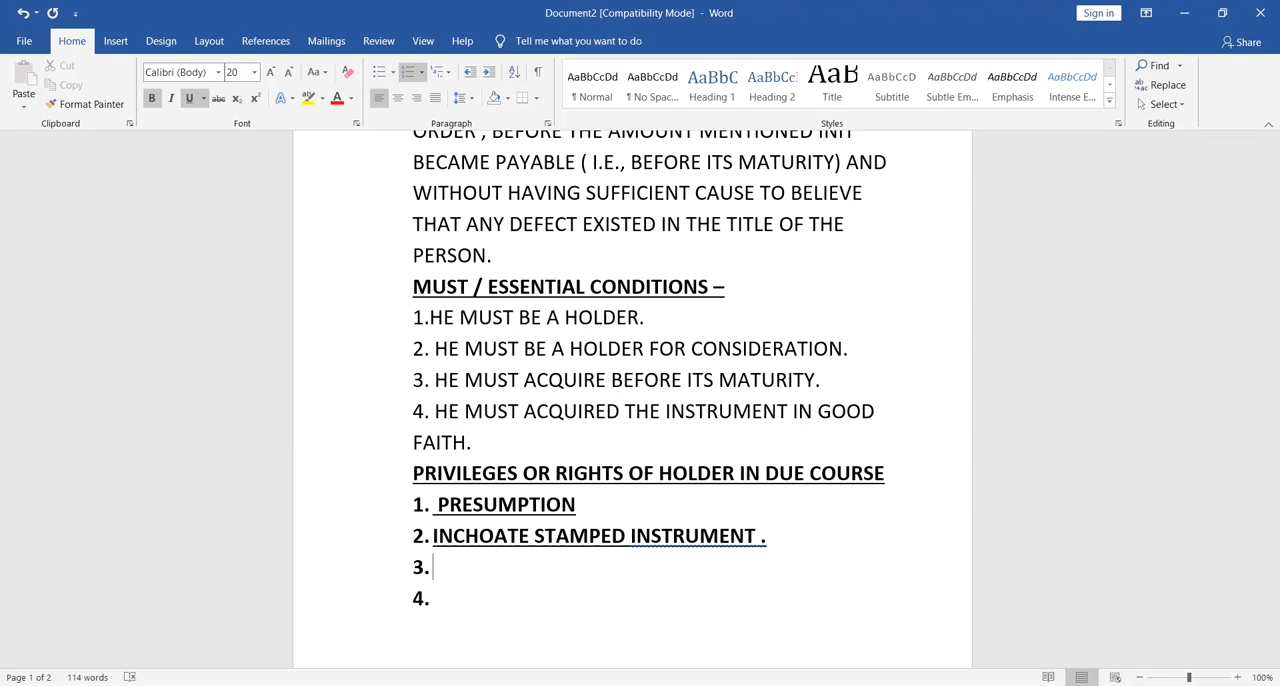 Document2 [Compatibility Mode] - Word
Sign in
File Home Insert Design Layout References Mailings Review View Help Tell me what you want to do
Share
Paste
Cut
Copy
Format Painter
Clipboard
Calibri (Body) 20
Font
Paragraph
AaBbCcDd AaBbCcDd AaBbC AaBbCc AaB AaBbCcD AaBbCcDd AaBbCcDd AaBbCcDd
¶ Normal ¶ No Spac... Heading 1 Heading 2 Title Subtitle Subtle Em... Emphasis Intense E...
Styles
Find
Replace
Select
Editing
ORDER , BEFORE THE AMOUNT MENTIONED INIT
BECAME PAYABLE ( I.E., BEFORE ITS MATURITY) AND
WITHOUT HAVING SUFFICIENT CAUSE TO BELIEVE
THAT ANY DEFECT EXISTED IN THE TITLE OF THE
PERSON.
MUST / ESSENTIAL CONDITIONS –
1.HE MUST BE A HOLDER.
2. HE MUST BE A HOLDER FOR CONSIDERATION.
3. HE MUST ACQUIRE BEFORE ITS MATURITY.
4. HE MUST ACQUIRED THE INSTRUMENT IN GOOD
FAITH.
PRIVILEGES OR RIGHTS OF HOLDER IN DUE COURSE
1. PRESUMPTION
2. INCHOATE STAMPED INSTRUMENT .
3.
4.
Page 1 of 2 114 words
100%